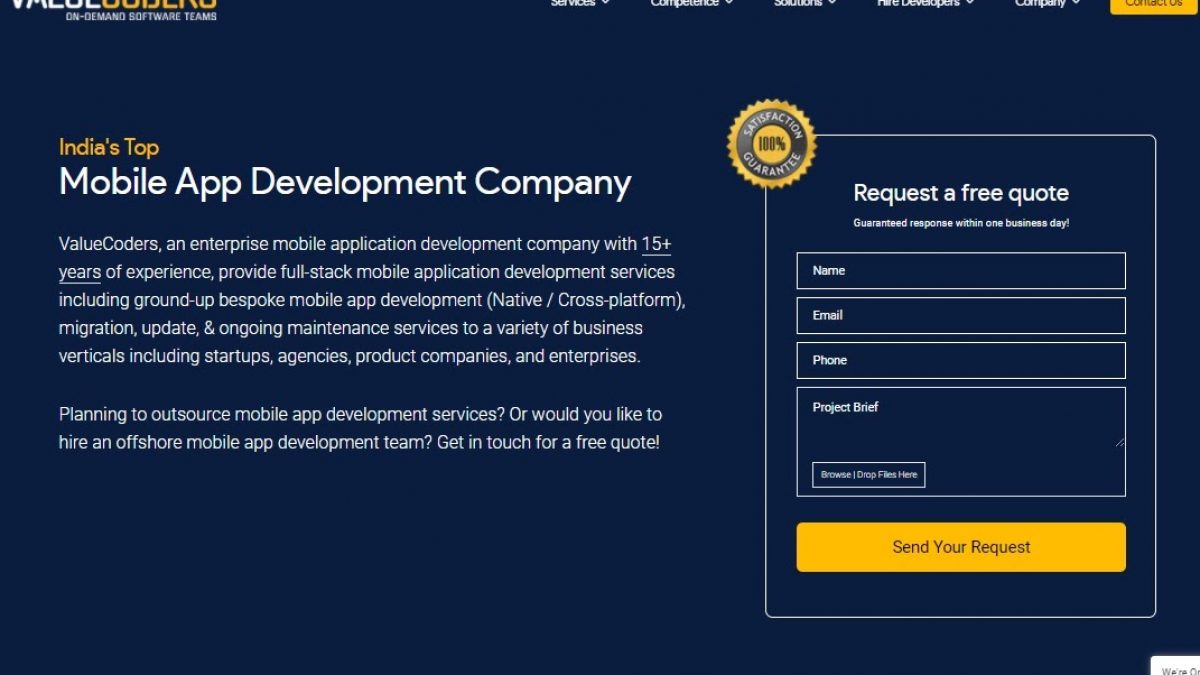 VALUECODERS
ON-DEMAND SOFTWARE TEAMS
Services
Competence
Solutions
Hire Developers
Company
Contact Us
India's Top
Mobile App Development Company
ValueCoders, an enterprise mobile application development company with 15+
years of experience, provide full-stack mobile application development services
including ground-up bespoke mobile app development (Native / Cross-platform),
migration, update, & ongoing maintenance services to a variety of business
verticals including startups, agencies, product companies, and enterprises.
Planning to outsource mobile app development services? Or would you like to
hire an offshore mobile app development team? Get in touch for a free quote!
SATISFACTION
100%
GUARANTEE
Request a free quote
Guaranteed response within one business day!
Name
Email
Phone
Project Brief
Browse | Drop Files Here
Send Your Request
We're